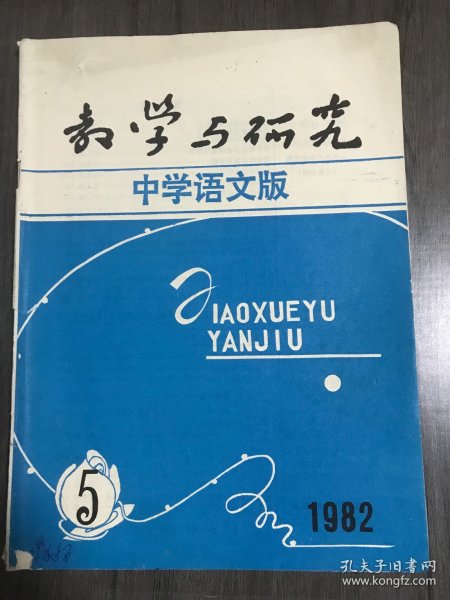 教学与研究
中学语文版
JIAOXUEYU
YANJIU
5
1982
孔夫子旧书网
www.kongfz.com